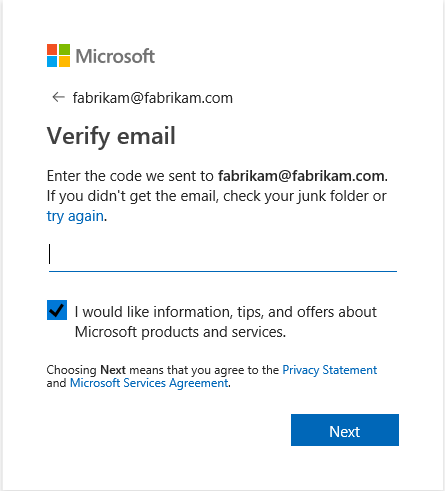 Microsoft
fabrikam@fabrikam.com
Verify email
Enter the code we sent to fabrikam@fabrikam.com.
If you didn't get the email, check your junk folder or
try again.
I would like information, tips, and offers about
Microsoft products and services.
Choosing Next means that you agree to the Privacy Statement
and Microsoft Services Agreement.
Next